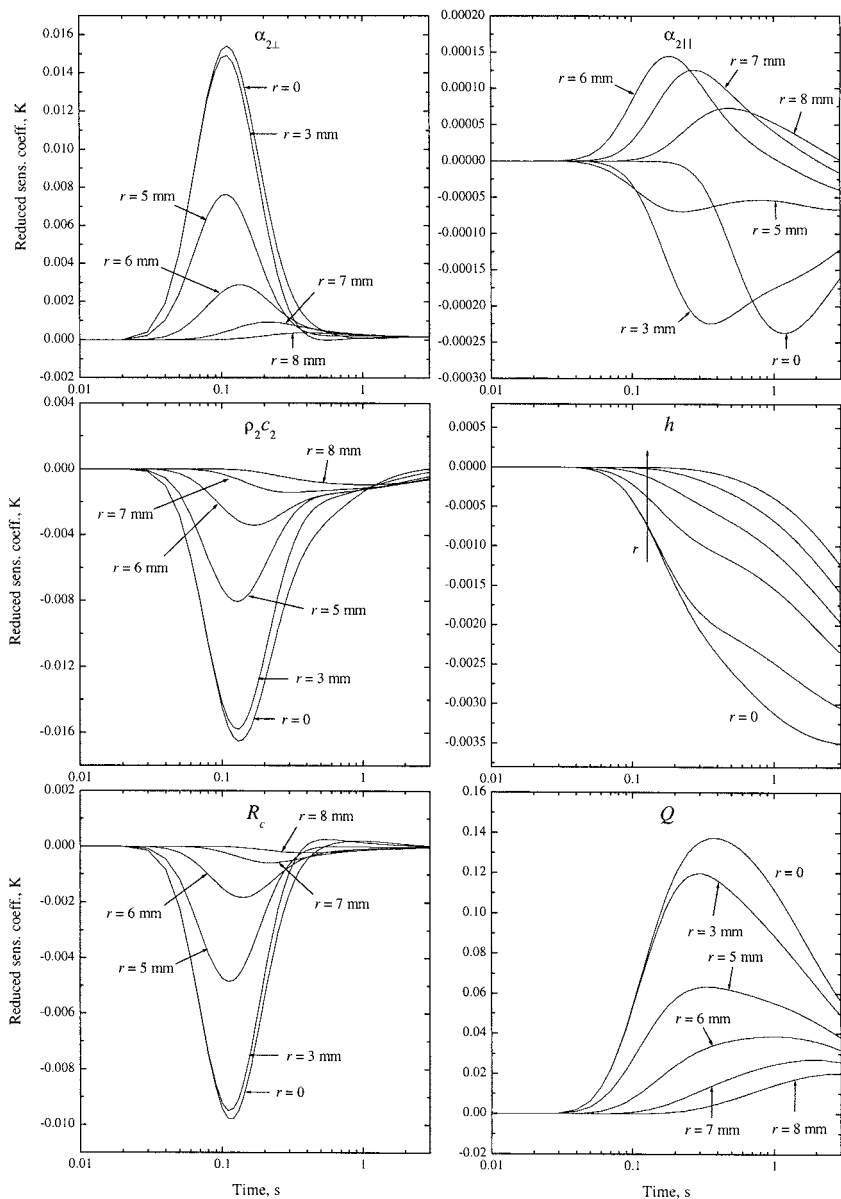 α2⊥
Reduced sens. coeff., K
0.016
0.014
0.012
0.010
0.008
0.006
0.004
0.002
0.000
-0.002
r = 0
r = 3 mm
r = 5 mm
r = 6 mm
r = 7 mm
r = 8 mm
0.01
0.1
1
α2||
0.00020
0.00015
0.00010
0.00005
0.00000
-0.00005
-0.00010
-0.00015
-0.00020
-0.00025
-0.00030
r = 6 mm
r = 7 mm
r = 8 mm
r = 5 mm
r = 3 mm
r = 0
0.01
0.1
1
ρ2c2
Reduced sens. coeff., K
0.004
0.000
-0.004
-0.008
-0.012
-0.016
r = 8 mm
r = 7 mm
r = 6 mm
r = 5 mm
r = 3 mm
r = 0
0.01
0.1
1
h
0.0005
0.0000
-0.0005
-0.0010
-0.0015
-0.0020
-0.0025
-0.0030
-0.0035
r
r = 0
0.01
0.1
1
Rc
Reduced sens. coeff., K
0.002
0.000
-0.002
-0.004
-0.006
-0.008
-0.010
r = 8 mm
r = 7 mm
r = 6 mm
r = 5 mm
r = 3 mm
r = 0
0.01
0.1
1
Time, s
Q
0.16
0.14
0.12
0.10
0.08
0.06
0.04
0.02
0.00
-0.02
r = 0
r = 3 mm
r = 5 mm
r = 6 mm
r = 7 mm
r = 8 mm
0.01
0.1
1
Time, s